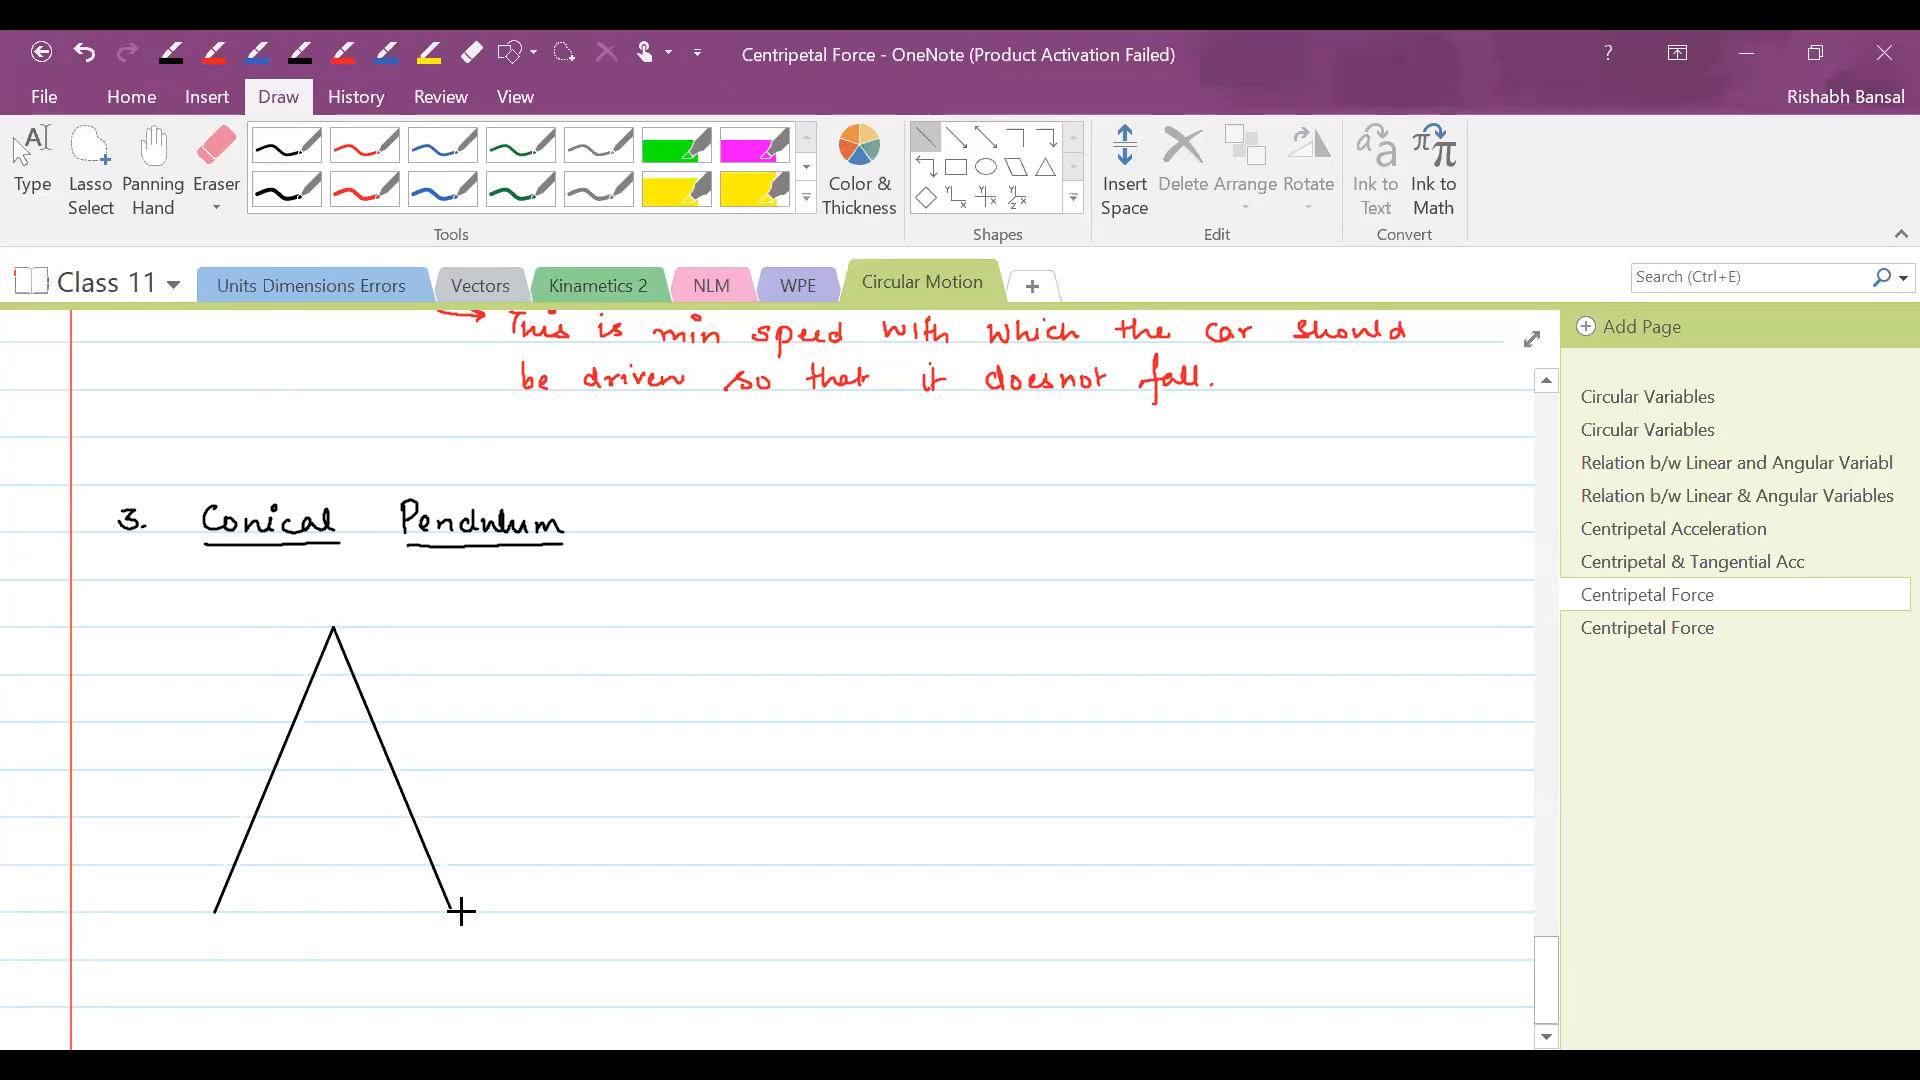 Centripetal Force - OneNote (Product Activation Failed)
?
File Home Insert Draw History Review View
Rishabh Bansal
Type
Lasso Select
Panning Hand
Eraser
Color & Thickness
Insert Space
Delete
Arrange
Rotate
Ink to Text
Ink to Math
Tools
Shapes
Edit
Convert
Class 11
Units Dimensions Errors
Vectors
Kinametics 2
NLM
WPE
Circular Motion
Search (Ctrl+E)
Add Page
Circular Variables
Circular Variables
Relation b/w Linear and Angular Variabl
Relation b/w Linear & Angular Variables
Centripetal Acceleration
Centripetal & Tangential Acc
Centripetal Force
Centripetal Force
This is min speed with which the car should
be driven so that it doesnot fall.
3. Conical Pendulum